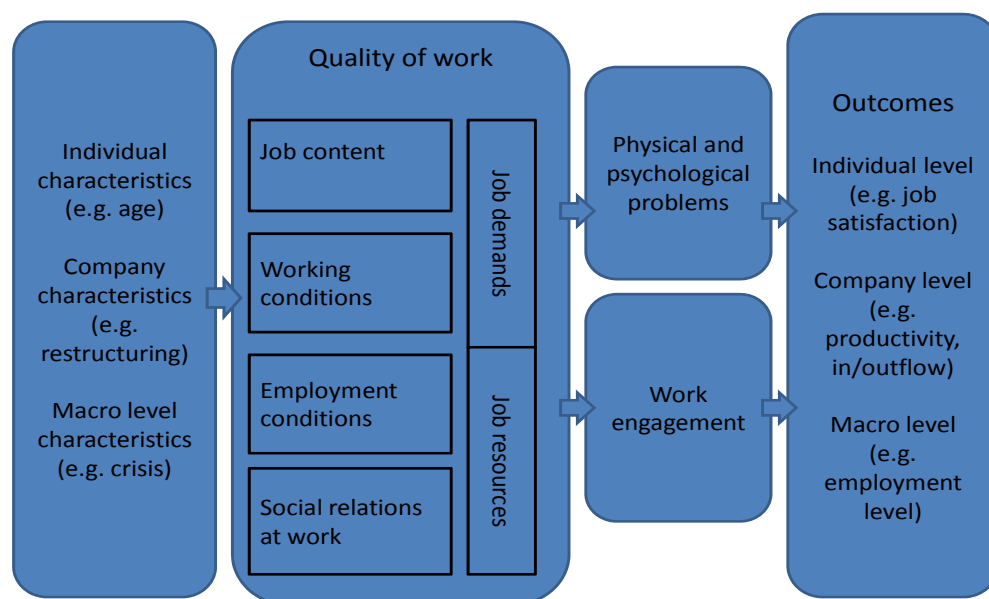 Individual
characteristics
(e.g. age)
Company
characteristics
(e.g.
restructuring)
Macro level
characteristics
(e.g. crisis)
Quality of work
Job content
Working
conditions
Employment
conditions
Social relations
at work
Job demands
Job resources
Physical and
psychological
problems
Work
engagement
Outcomes
Individual level
(e.g. job
satisfaction)
Company level
(e.g.
productivity,
in/outflow)
Macro level
(e.g.
employment
level)